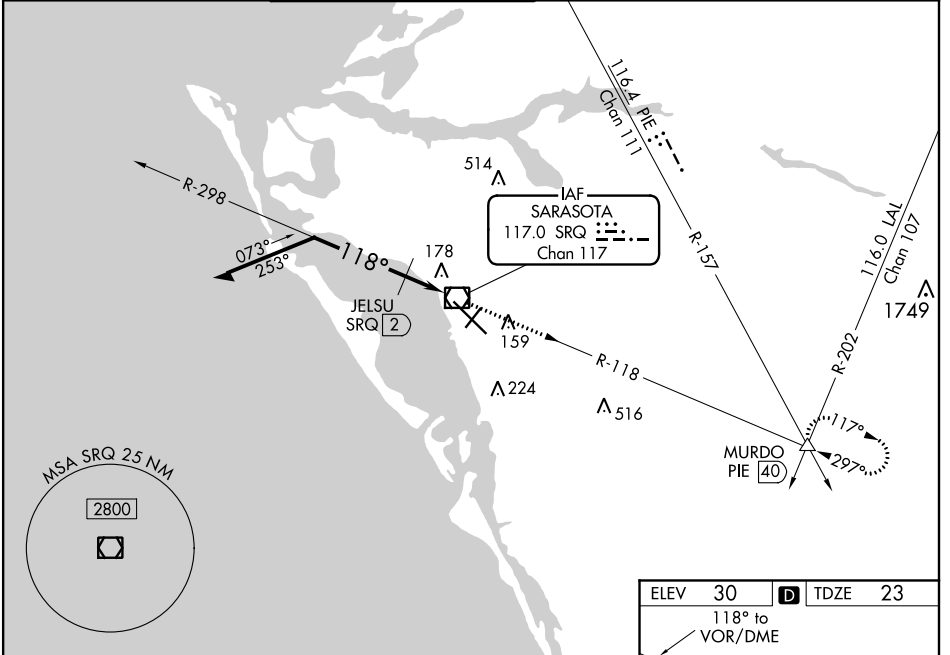 116.4 PIE
Chan 111
514
IAF
SARASOTA
117.0 SRQ
Chan 117
R-298
073°
253°
118°
178
R-157
116.0 LAL
Chan 107
1749
JELSU
SRQ 2
159
R-118
R-202
224
516
117°
297°
MURDO
PIE 40
MSA SRQ 25 NM
2800
ELEV 30 D TDZE 23
118° to
VOR/DME